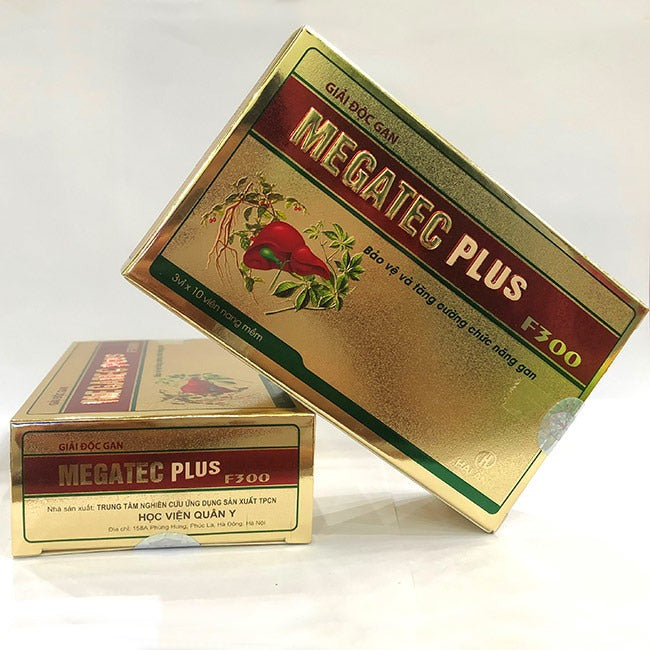 GIẢI ĐỘC GAN
MEGATEC PLUS
F300
Bảo vệ và tăng cường chức năng gan
3vỉ x 10 viên nang mềm
GIẢI ĐỘC GAN
MEGATEC PLUS F300
Nhà sản xuất: TRUNG TÂM NGHIÊN CỨU ỨNG DỤNG SẢN XUẤT TPCN
HỌC VIỆN QUÂN Y
Địa chỉ: 158A Phùng Hưng, Phúc La, Hà Đông, Hà Nội